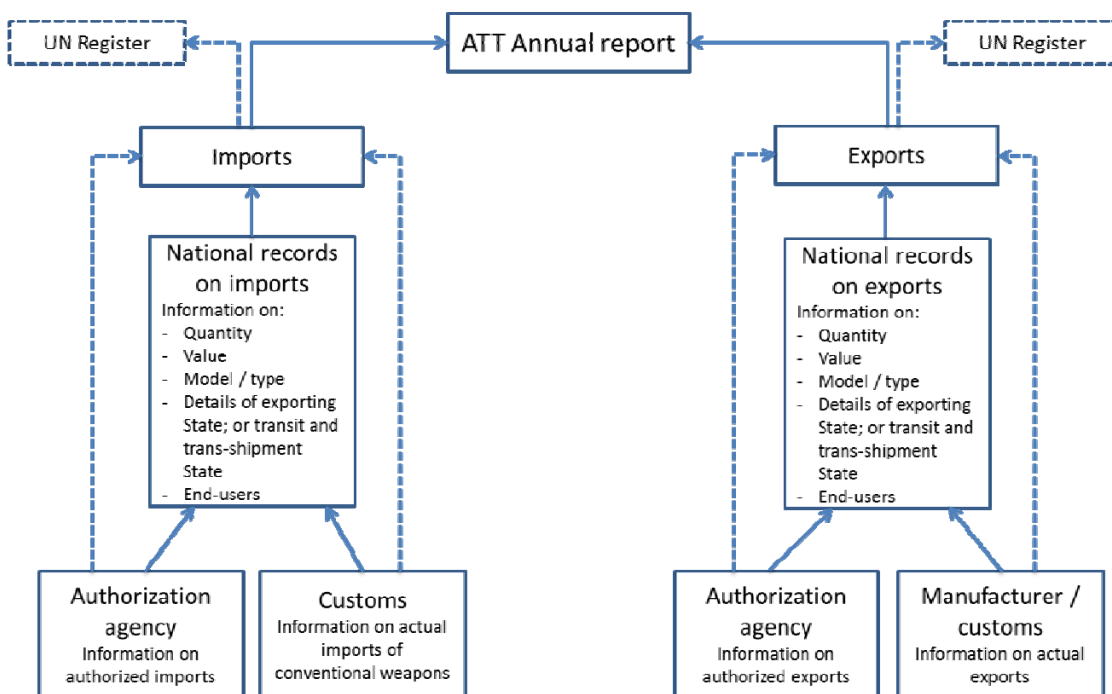 UN Register
ATT Annual report
UN Register
Imports
Exports
National records
on imports
Information on:
- Quantity
- Value
- Model / type
- Details of exporting
State; or transit and
trans-shipment
State
- End-users
National records
on exports
Information on:
- Quantity
- Value
- Model / type
- Details of exporting
State; or transit and
trans-shipment
State
- End-users
Authorization
agency
Information on
authorized imports
Customs
Information on actual
imports of
conventional weapons
Authorization
agency
Information on
authorized exports
Manufacturer /
customs
Information on actual
exports